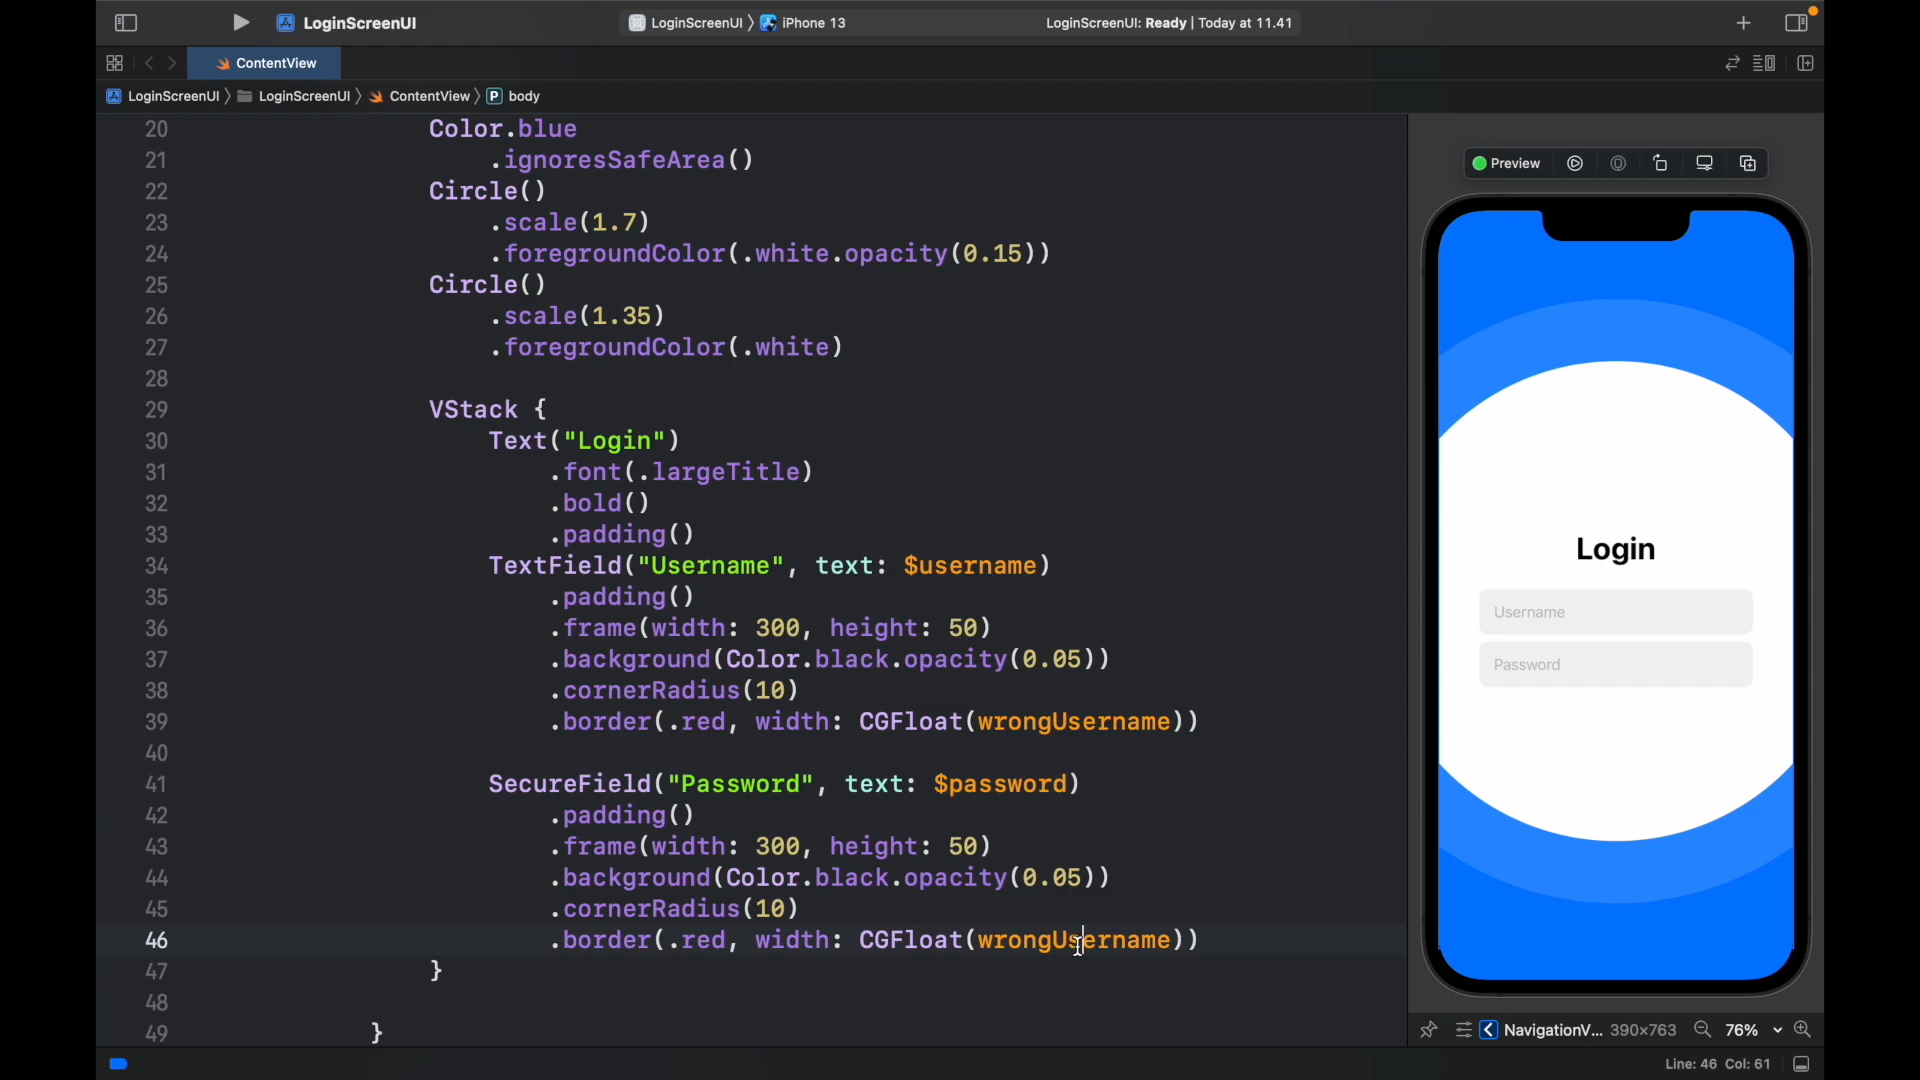 LoginScreenUI
LoginScreenUI 〉 iPhone 13
LoginScreenUI: Ready | Today at 11.41
ContentView
LoginScreenUI 〉 LoginScreenUI 〉 ContentView 〉 P body
20 Color.blue
21 .ignoresSafeArea()
22 Circle()
23 .scale(1.7)
24 .foregroundColor(.white.opacity(0.15))
25 Circle()
26 .scale(1.35)
27 .foregroundColor(.white)
28
29 VStack {
30 Text("Login")
31 .font(.largeTitle)
32 .bold()
33 .padding()
34 TextField("Username", text: $username)
35 .padding()
36 .frame(width: 300, height: 50)
37 .background(Color.black.opacity(0.05))
38 .cornerRadius(10)
39 .border(.red, width: CGFloat(wrongUsername))
40
41 SecureField("Password", text: $password)
42 .padding()
43 .frame(width: 300, height: 50)
44 .background(Color.black.opacity(0.05))
45 .cornerRadius(10)
46 .border(.red, width: CGFloat(wrongUsername))
47 }
48
49 }
Preview
Login
Username
Password
NavigationV... 390×763 76%
Line: 46 Col: 61